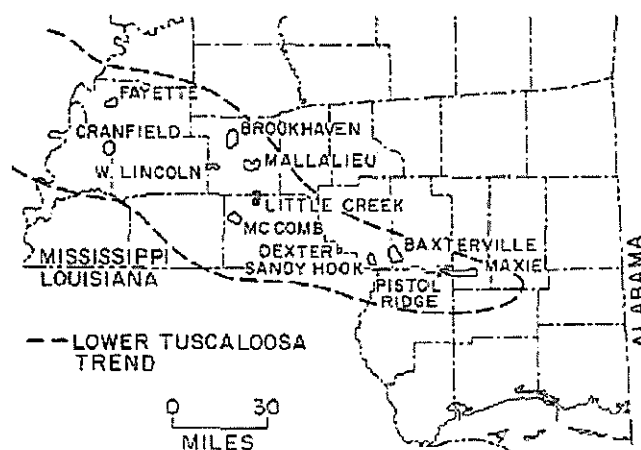 FAYETTE
CRANFIELD
BROOKHAVEN
MALLALIEU
W. LINCOLN
LITTLE CREEK
MC COMB
DEXTER
BAXTERVILLE
MISSISSIPPI
SANDY HOOK
MAXIE
LOUISIANA
PISTOL
RIDGE
ALABAMA
LOWER TUSCALOOSA
TREND
0 30
MILES